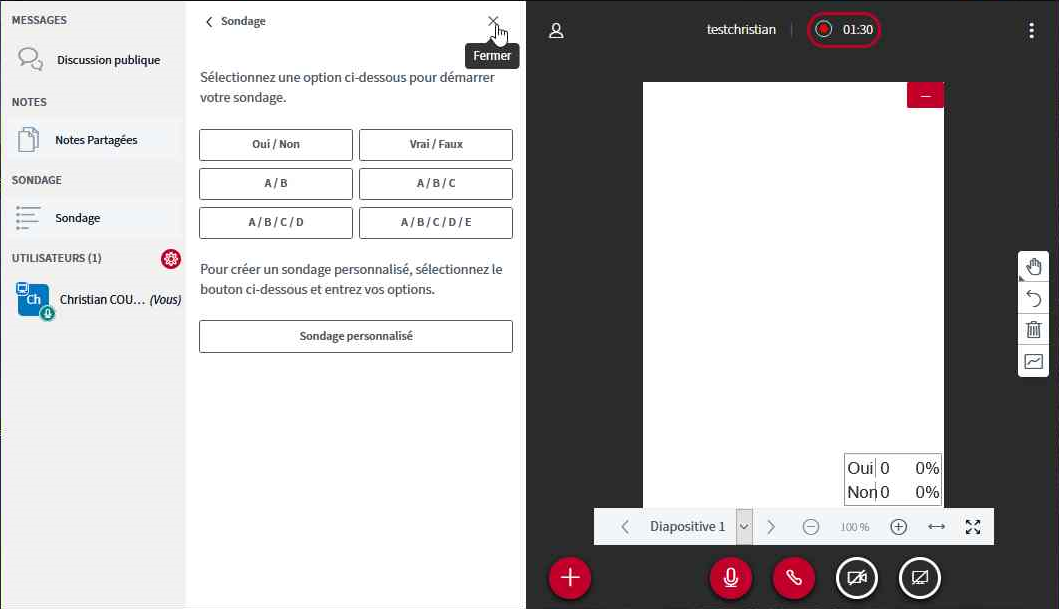 MESSAGES
Discussion publique
NOTES
Notes Partagées
SONDAGE
Sondage
UTILISATEURS (1)
Ch
Christian COU... (Vous)
Sondage
Fermer
Sélectionnez une option ci-dessous pour démarrer
votre sondage.
Oui / Non
Vrai / Faux
A / B
A / B / C
A / B / C / D
A / B / C / D / E
Pour créer un sondage personnalisé, sélectionnez le
bouton ci-dessous et entrez vos options.
Sondage personnalisé
testchristian
01:30
Oui 0 0%
Non 0 0%
Diapositive 1
100 %